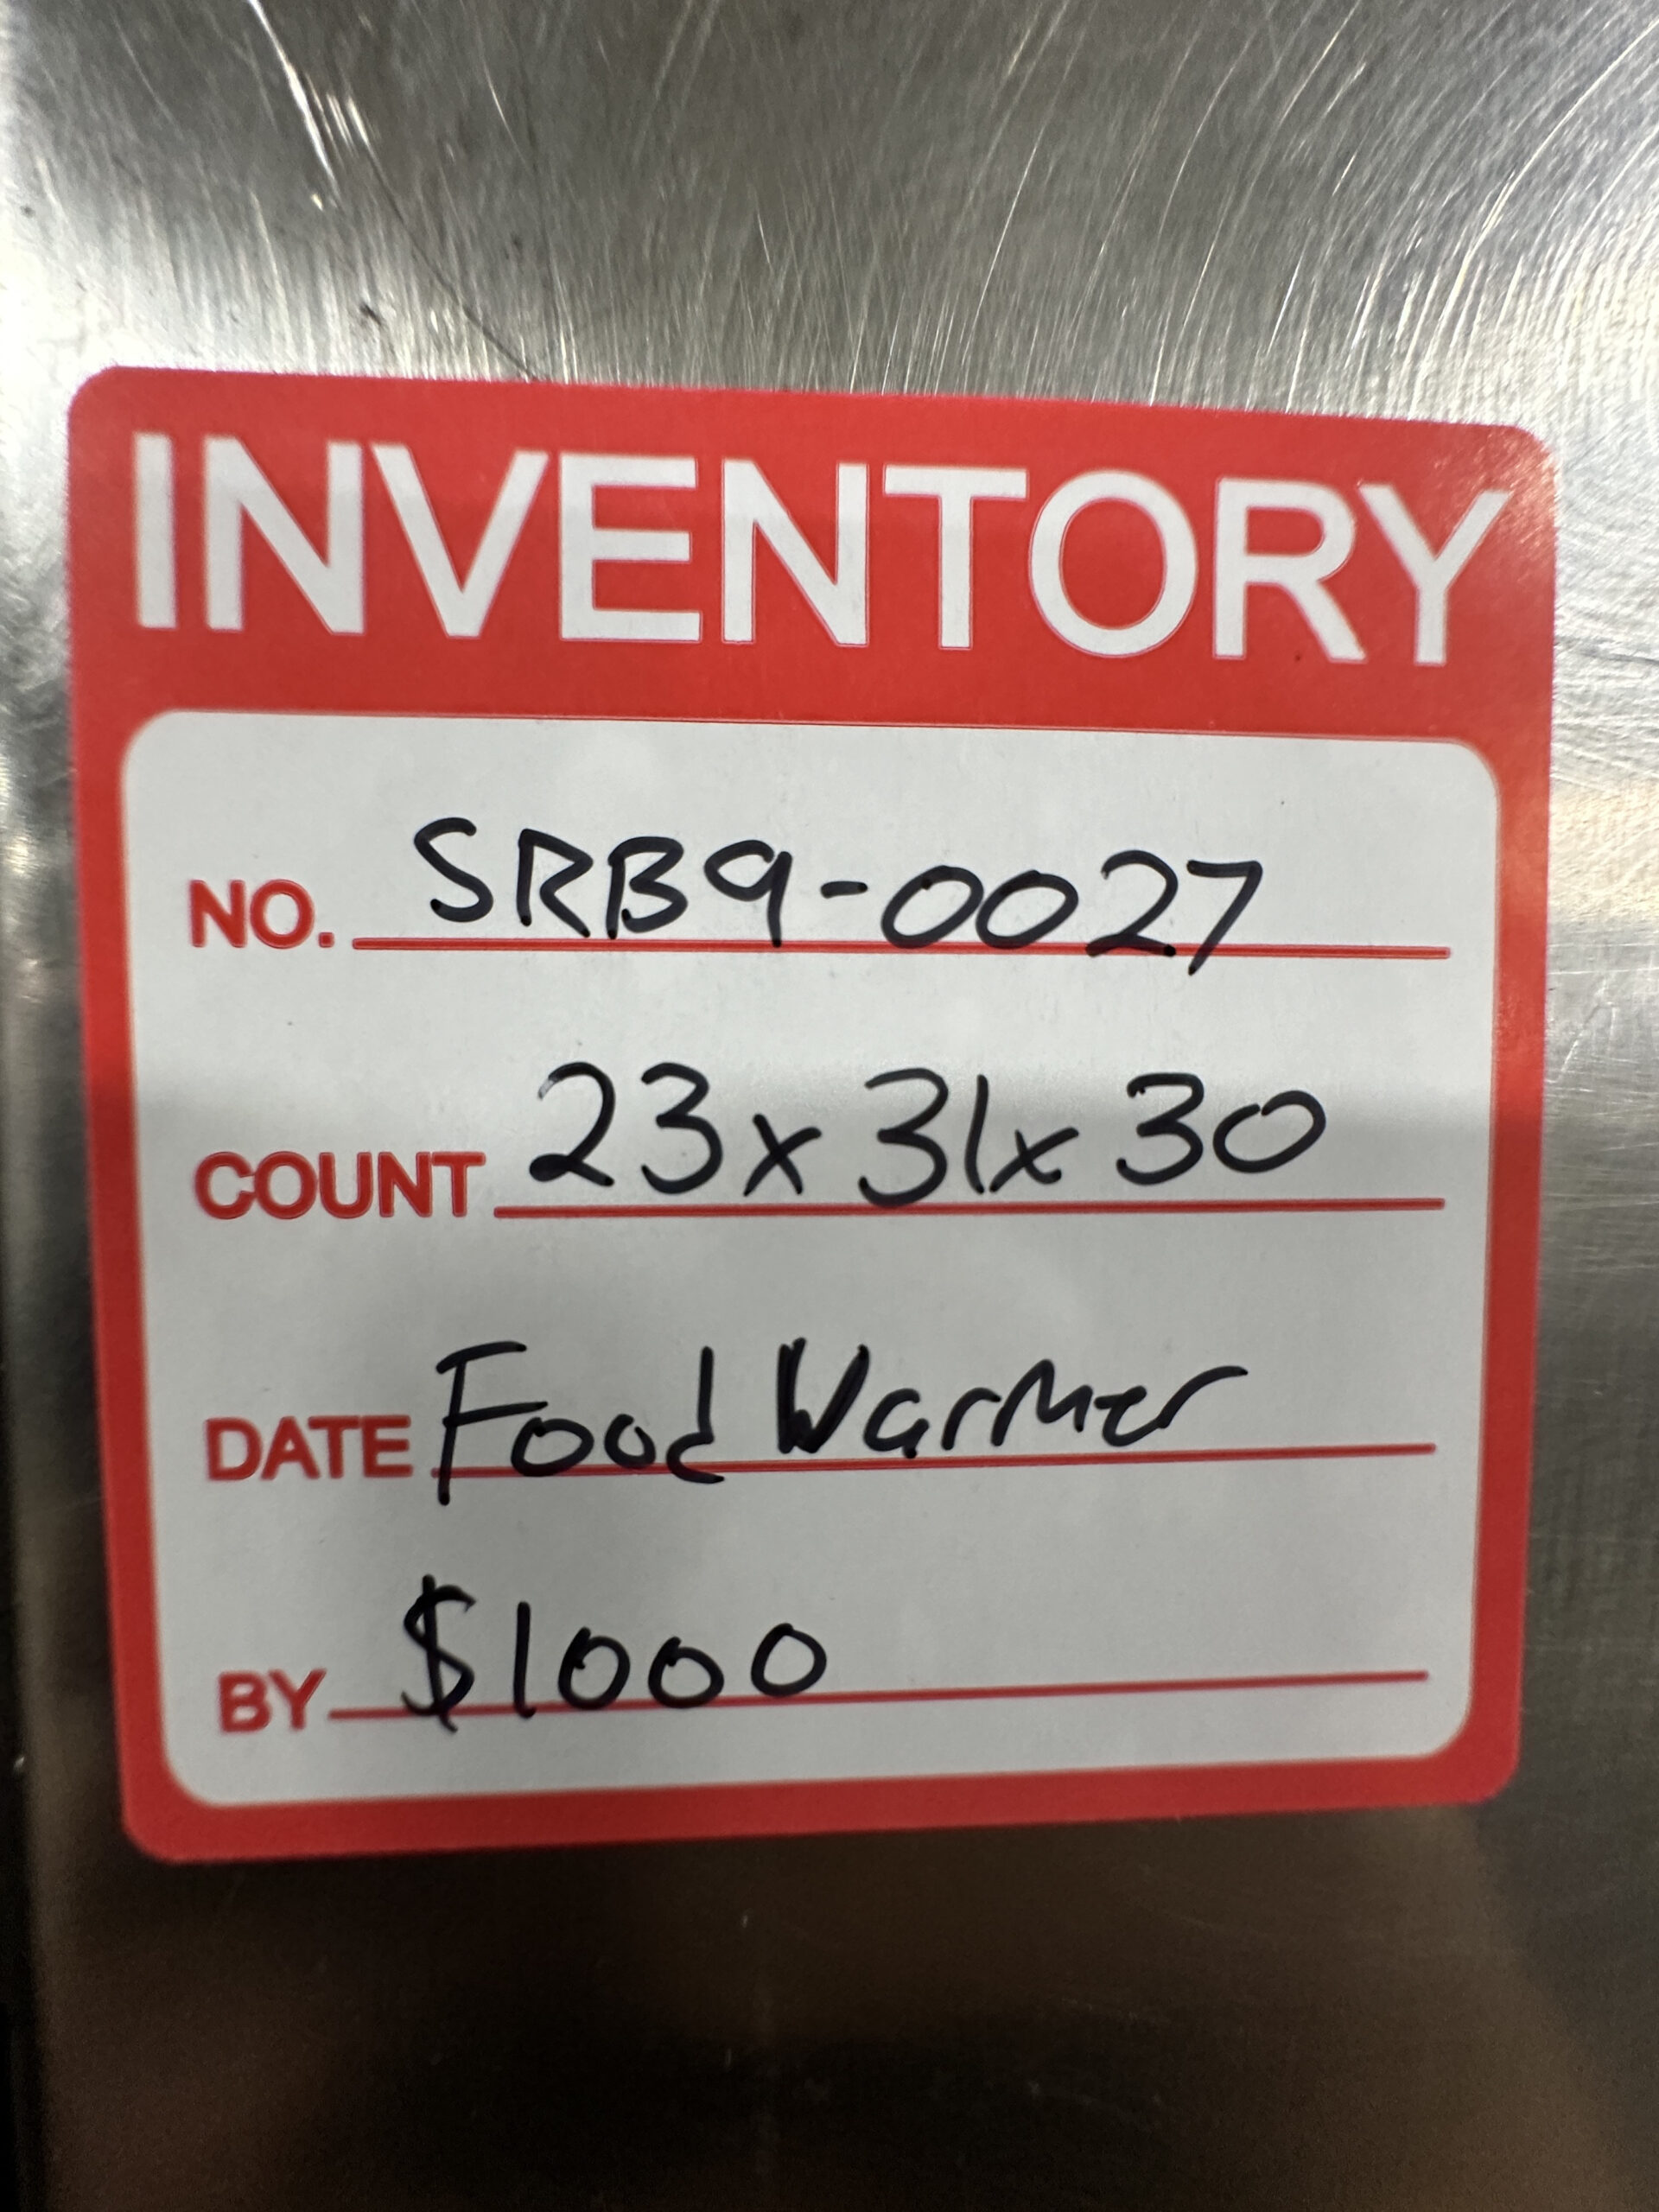 INVENTORY
NO. SRB9-0027
COUNT 23x31x30
DATE Food Warmer
BY $1000